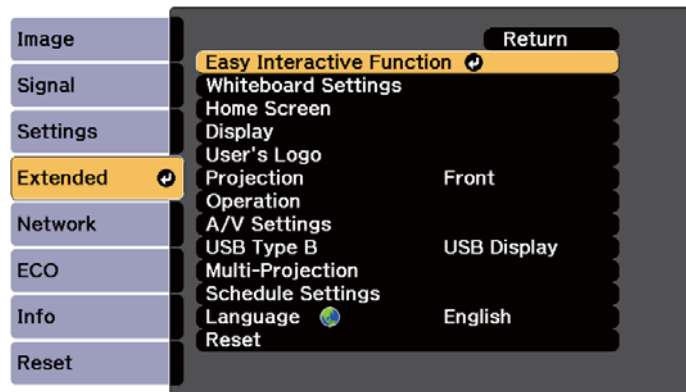 Image
Signal
Settings
Extended
Network
ECO
Info
Reset
Return
Easy Interactive Function
Whiteboard Settings
Home Screen
Display
User's Logo
Projection Front
Operation
A/V Settings
USB Type B USB Display
Multi-Projection
Schedule Settings
Language English
Reset